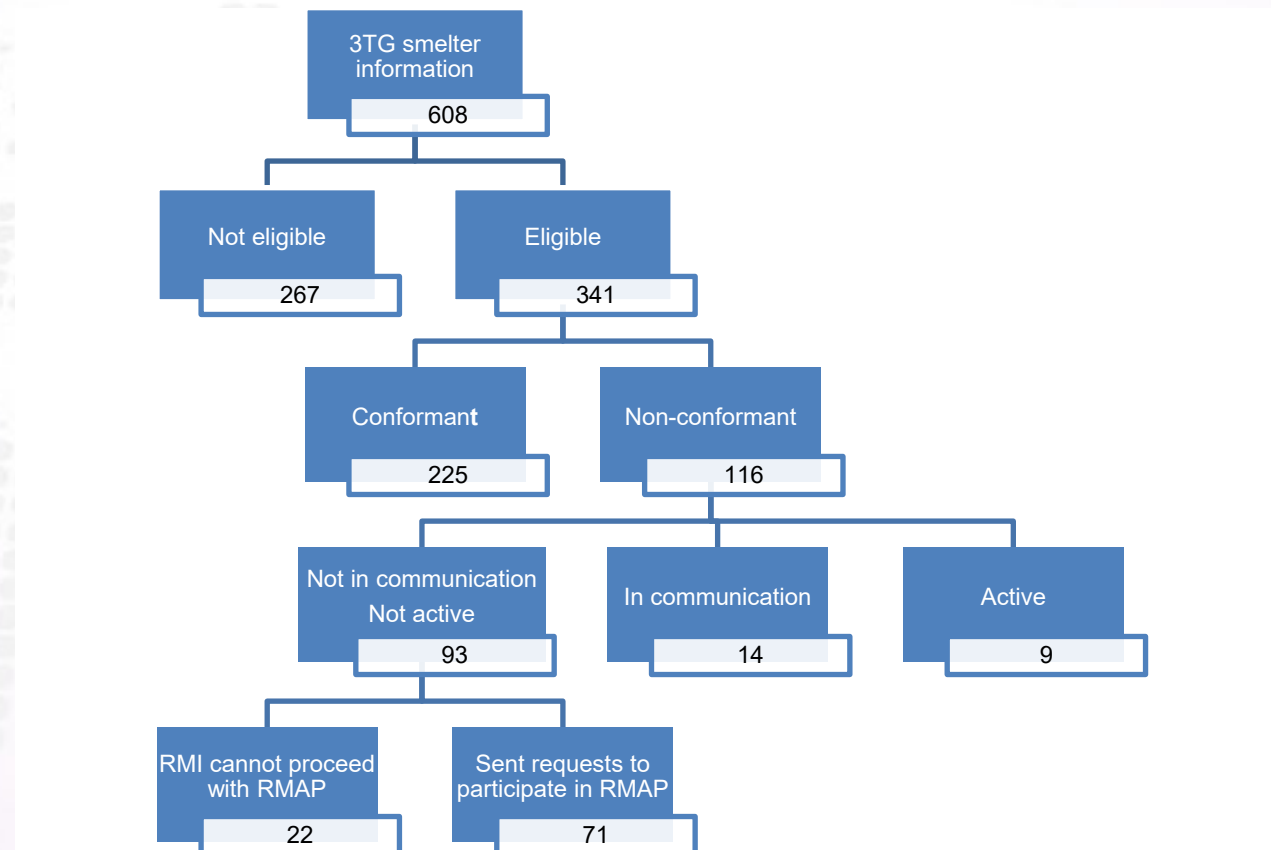 3TG smelter
information
608
Not eligible
267
Eligible
341
Conformant
225
Non-conformant
116
Not in communication
Not active
93
In communication
14
Active
9
RMI cannot proceed
with RMAP
22
Sent requests to
participate in RMAP
71